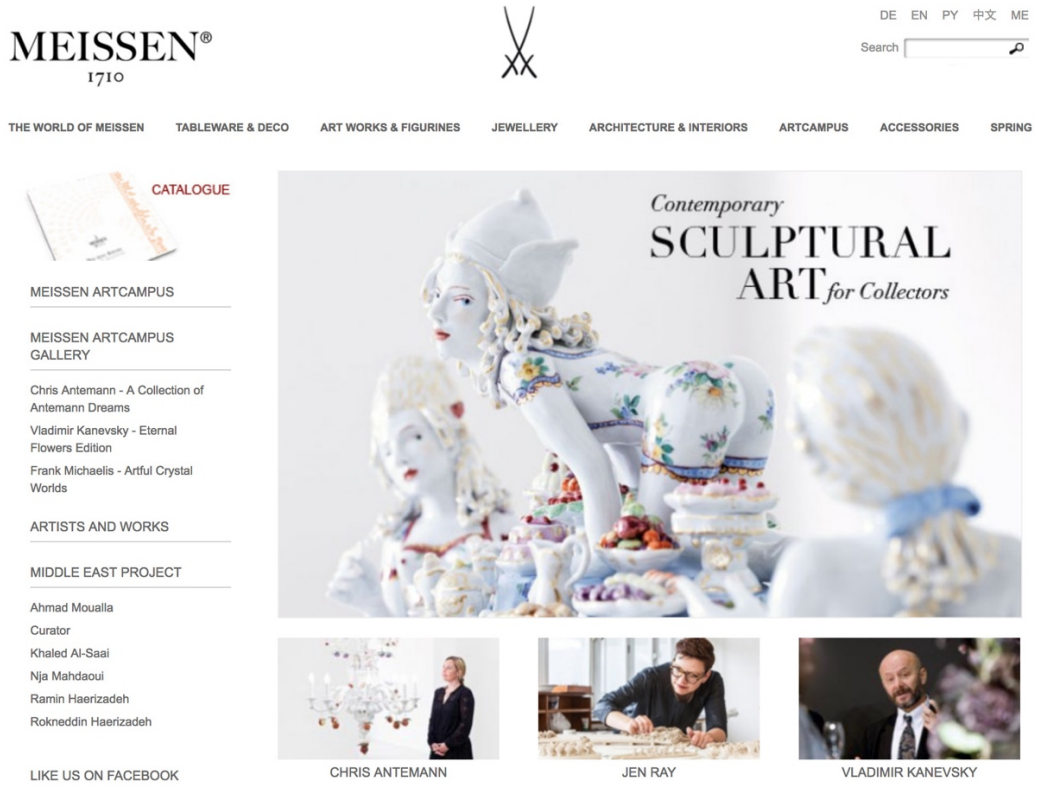 DE EN РУ 中文 ME
MEISSEN®
1710
Search
THE WORLD OF MEISSEN TABLEWARE & DECO ART WORKS & FIGURINES JEWELLERY ARCHITECTURE & INTERIORS ARTCAMPUS ACCESSORIES SPRING
CATALOGUE
MEISSEN ARTCAMPUS
MEISSEN ARTCAMPUS
GALLERY
Chris Antemann - A Collection of
Antemann Dreams
Vladimir Kanevsky - Eternal
Flowers Edition
Frank Michaelis - Artful Crystal
Worlds
ARTISTS AND WORKS
MIDDLE EAST PROJECT
Ahmad Moualla
Curator
Khaled Al-Saai
Nja Mahdaoui
Ramin Haerizadeh
Rokneddin Haerizadeh
LIKE US ON FACEBOOK
Contemporary
SCULPTURAL
ART for Collectors
CHRIS ANTEMANN
JEN RAY
VLADIMIR KANEVSKY